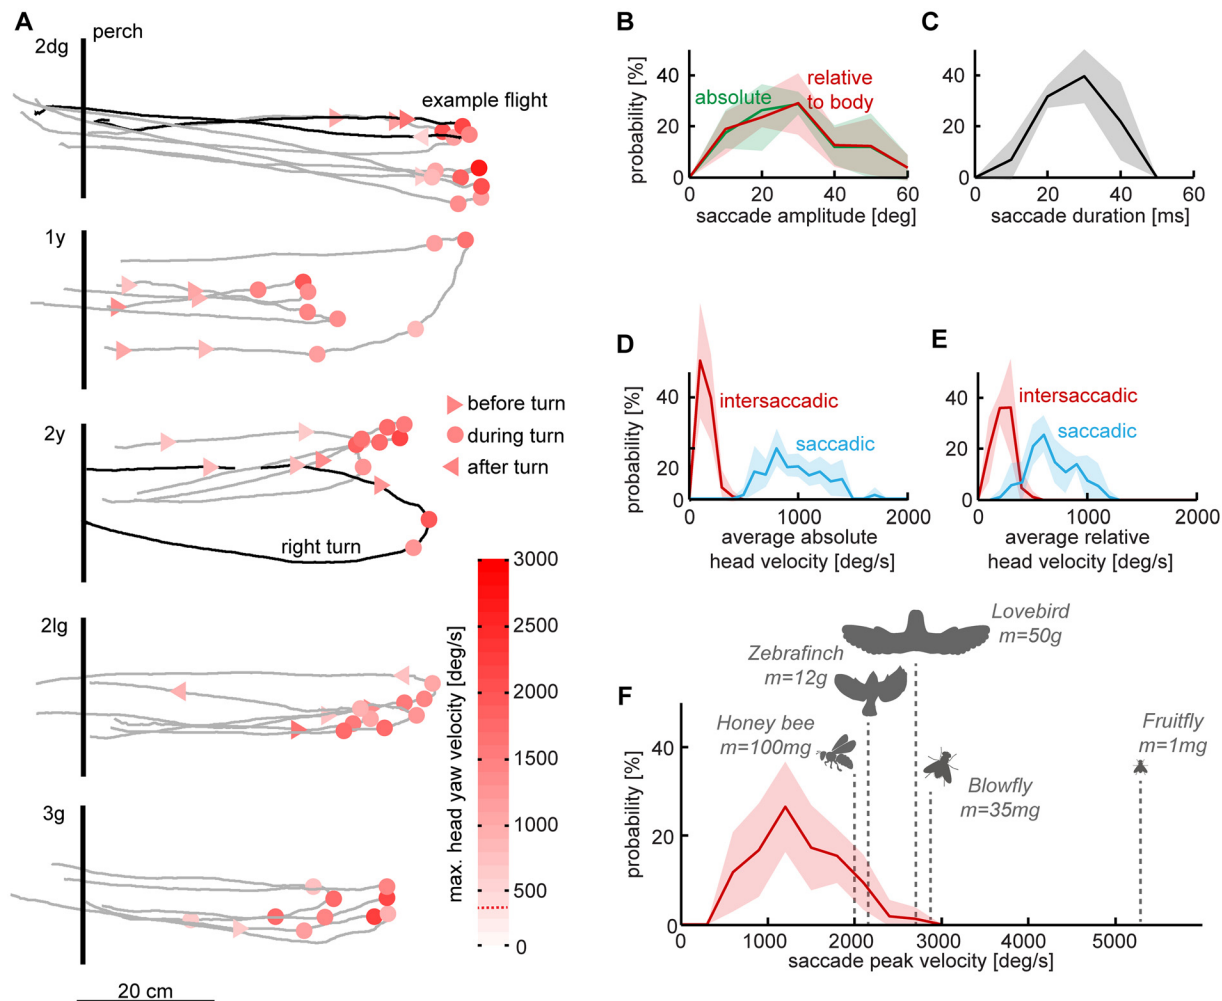 A
perch
2dg
example flight
1y
before turn
during turn
after turn
2y
right turn
2lg
3g
20 cm
max. head yaw velocity [deg/s]
3000
2500
2000
1500
1000
500
0
B
probability [%]
40
20
0
absolute
relative
to body
0 20 40 60
saccade amplitude [deg]
C
40
20
0
0 20 40 60
saccade duration [ms]
D
probability [%]
40
20
0
intersaccadic
saccadic
0 1000 2000
average absolute
head velocity [deg/s]
E
40
20
0
intersaccadic
saccadic
0 1000 2000
average relative
head velocity [deg/s]
F
probability [%]
40
20
0
Lovebird
m=50g
Zebrafinch
m=12g
Honey bee
m=100mg
Blowfly
m=35mg
Fruitfly
m=1mg
0 1000 2000 3000 4000 5000
saccade peak velocity [deg/s]